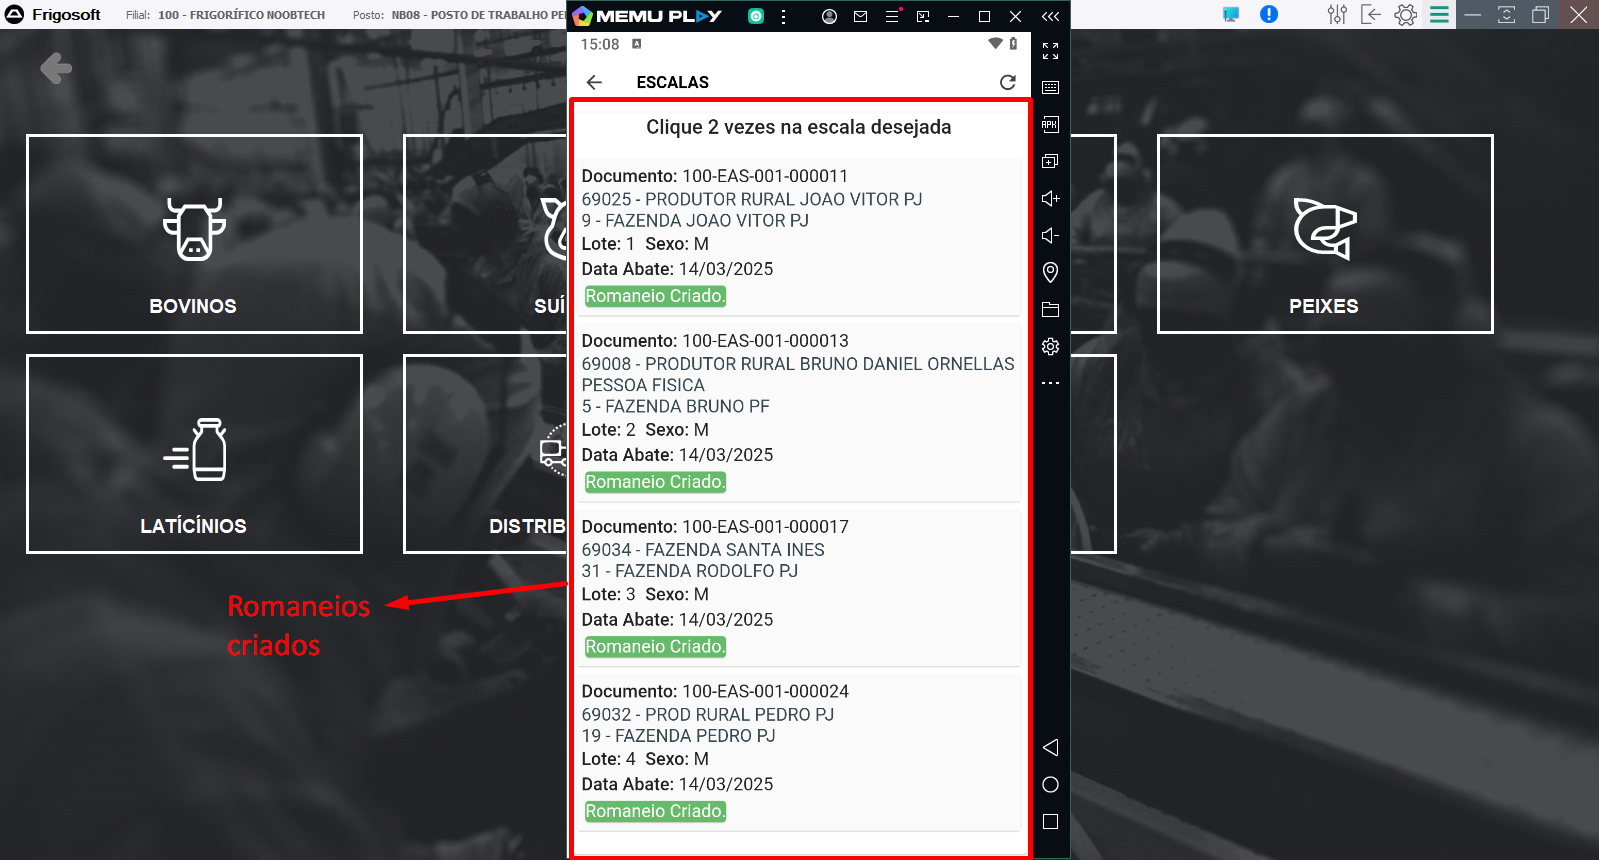 Frigosoft Filial: 100 - FRIGORÍFICO NOOBTECH Posto: NB08 - POSTO DE TRABALHO
MEMU PLAY
15:08
ESCALAS
Clique 2 vezes na escala desejada
Documento: 100-EAS-001-000011
69025 - PRODUTOR RURAL JOAO VITOR PJ
9 - FAZENDA JOAO VITOR PJ
Lote: 1 Sexo: M
Data Abate: 14/03/2025
Romaneio Criado.
Documento: 100-EAS-001-000013
69008 - PRODUTOR RURAL BRUNO DANIEL ORNELLAS
PESSOA FISICA
5 - FAZENDA BRUNO PF
Lote: 2 Sexo: M
Data Abate: 14/03/2025
Romaneio Criado.
Documento: 100-EAS-001-000017
69034 - FAZENDA SANTA INES
31 - FAZENDA RODOLFO PJ
Lote: 3 Sexo: M
Data Abate: 14/03/2025
Romaneio Criado.
Documento: 100-EAS-001-000024
69032 - PROD RURAL PEDRO PJ
19 - FAZENDA PEDRO PJ
Lote: 4 Sexo: M
Data Abate: 14/03/2025
Romaneio Criado.
BOVINOS
SUÍ
PEIXES
LATÍCÍNIOS
DISTRIB
Romaneios
criados
APK